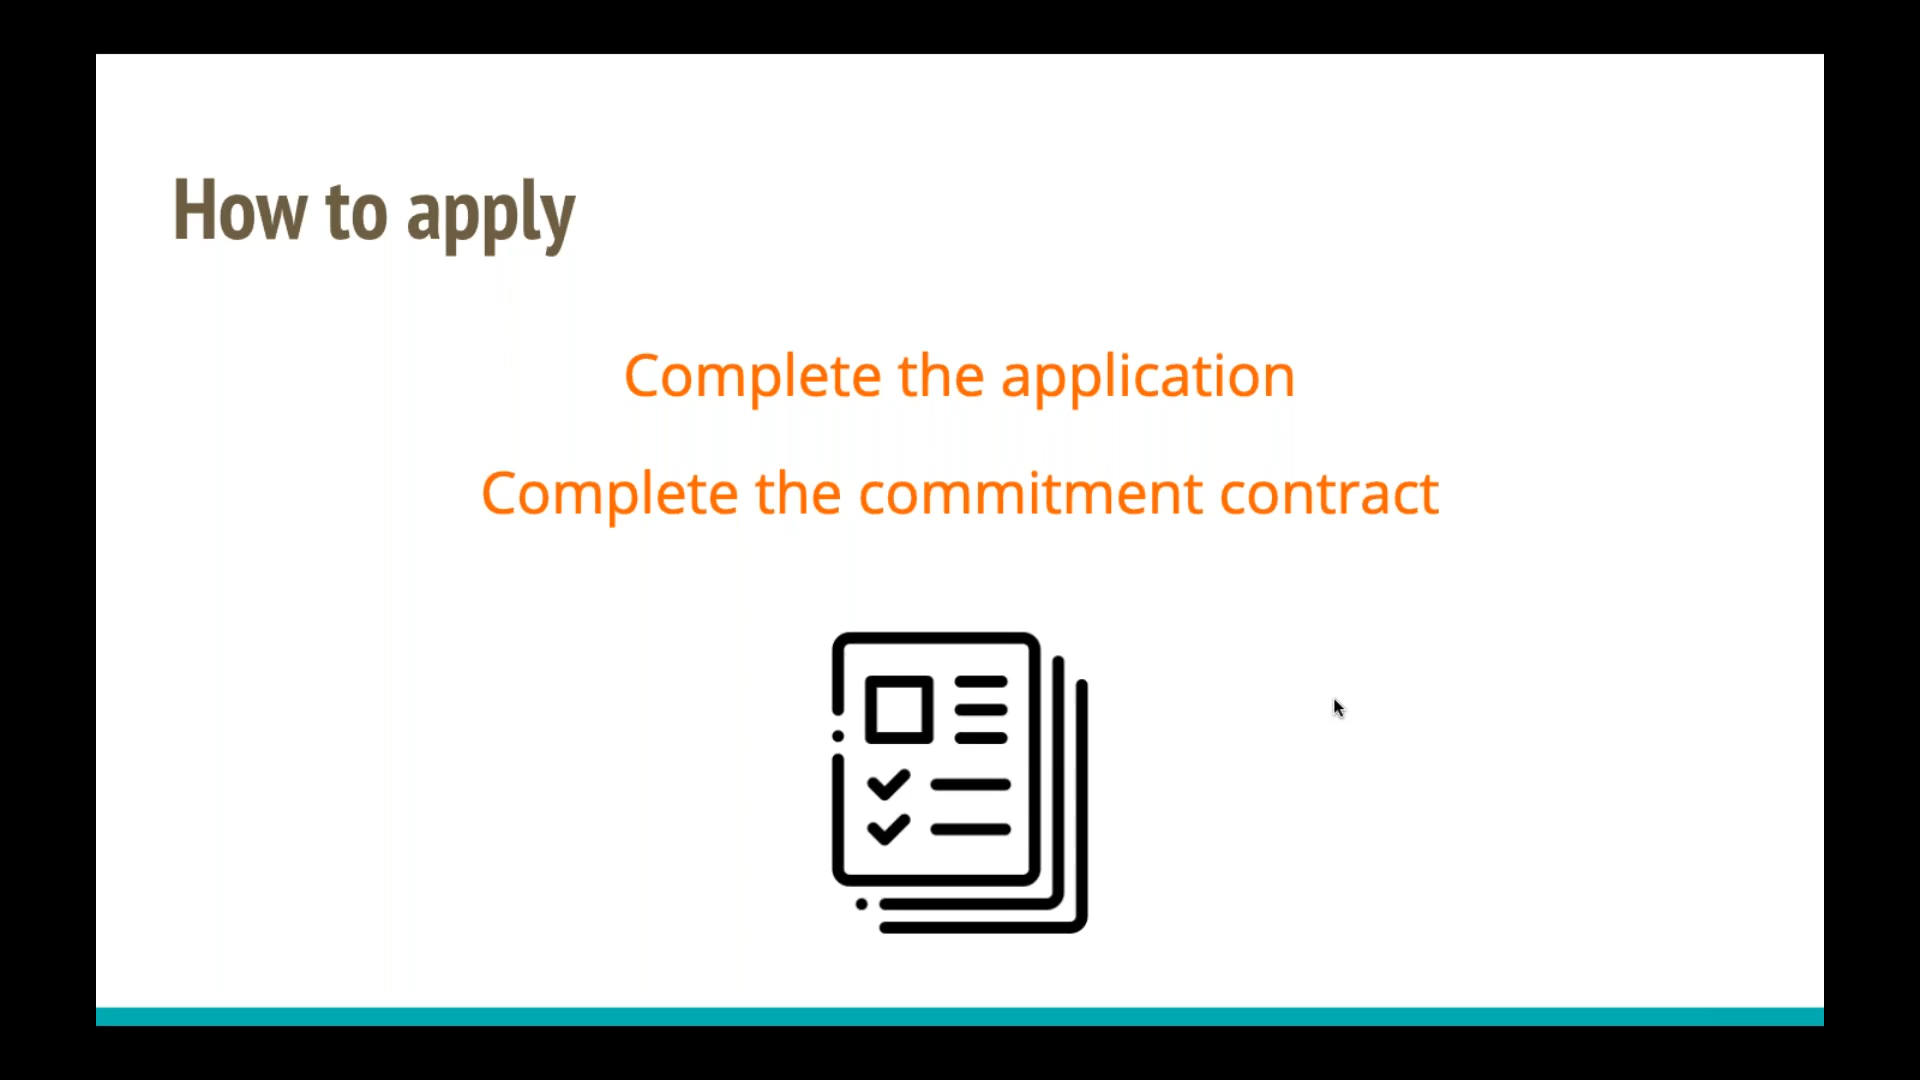 How to apply
Complete the application
Complete the commitment contract